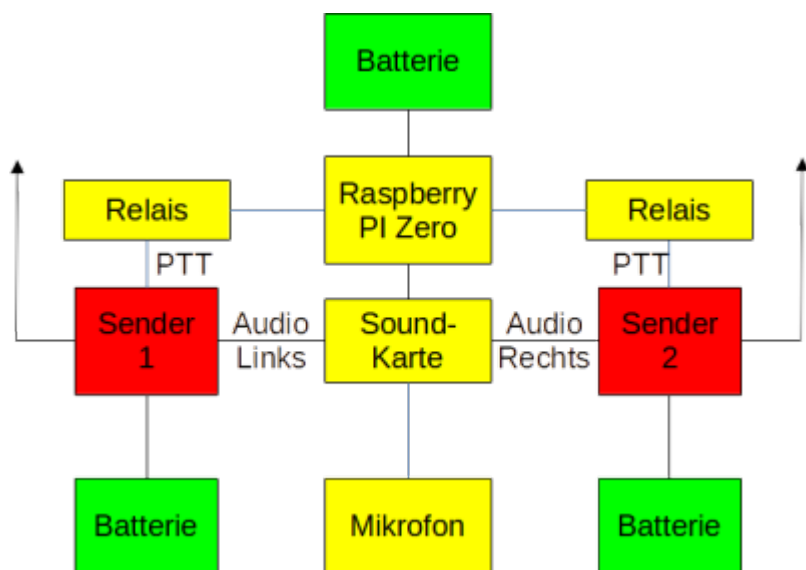 Batterie
Relais
Raspberry
PI Zero
Relais
PTT
PTT
Sender
1
Audio
Links
Sound-
Karte
Audio
Rechts
Sender
2
Batterie
Mikrofon
Batterie